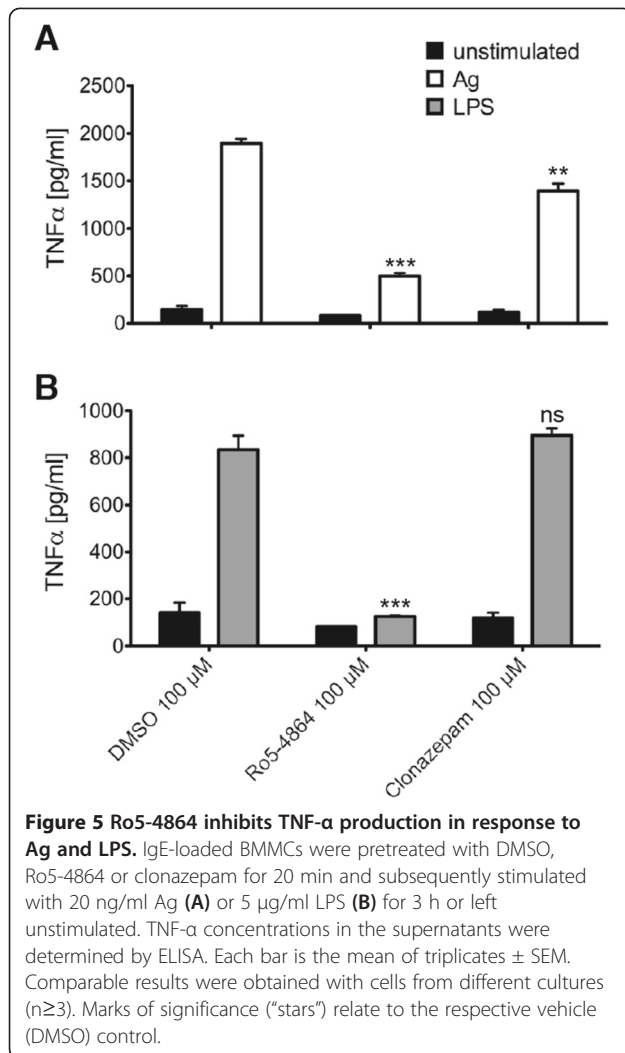 A
unstimulated
Ag
LPS
2500
2000
1500
1000
500
0
TNFα [pg/ml]
***
**
B
1000
800
600
400
200
0
TNFα [pg/ml]
***
ns
DMSO 100 µM
Ro5-4864 100 µM
Clonazepam 100 µM
Figure 5 Ro5-4864 inhibits TNF-α production in response to
Ag and LPS. IgE-loaded BMMCs were pretreated with DMSO,
Ro5-4864 or clonazepam for 20 min and subsequently stimulated
with 20 ng/ml Ag (A) or 5 µg/ml LPS (B) for 3 h or left
unstimulated. TNF-α concentrations in the supernatants were
determined by ELISA. Each bar is the mean of triplicates ± SEM.
Comparable results were obtained with cells from different cultures
(n≥3). Marks of significance (“stars”) relate to the respective vehicle
(DMSO) control.